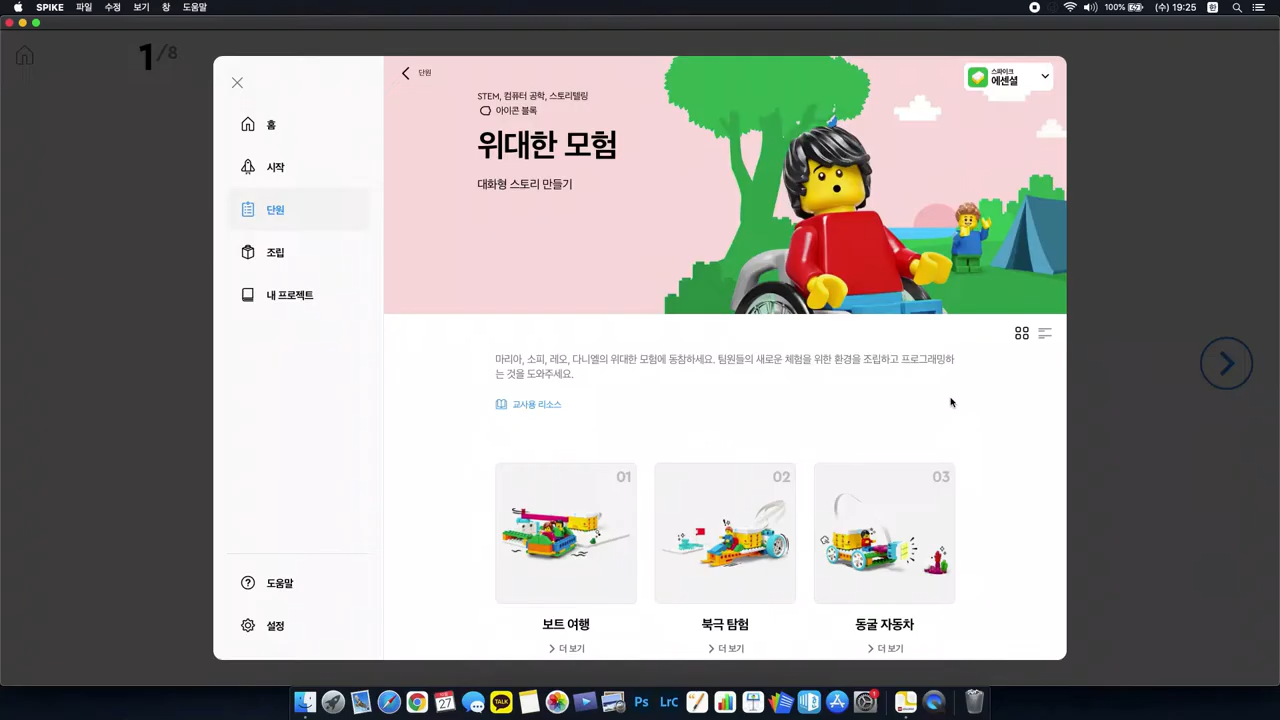 SPIKE 파일 수정 보기 창 도움말
100% (수) 19:25 한
1/8
홈
시작
단원
조립
내 프로젝트
도움말
설정
단원
STEM, 컴퓨터 공학, 스토리텔링
아이콘 블록
위대한 모험
대화형 스토리 만들기
스파이크
에센셜
마리아, 소피, 레오, 다니엘의 위대한 모험에 동참하세요. 팀원들의 새로운 체험을 위한 환경을 조립하고 프로그래밍하
는 것을 도와주세요.
교사용 리소스
01
02
03
보트 여행
북극 탐험
동굴 자동차
더 보기
더 보기
더 보기
TALK
27
Ps
LrC
1